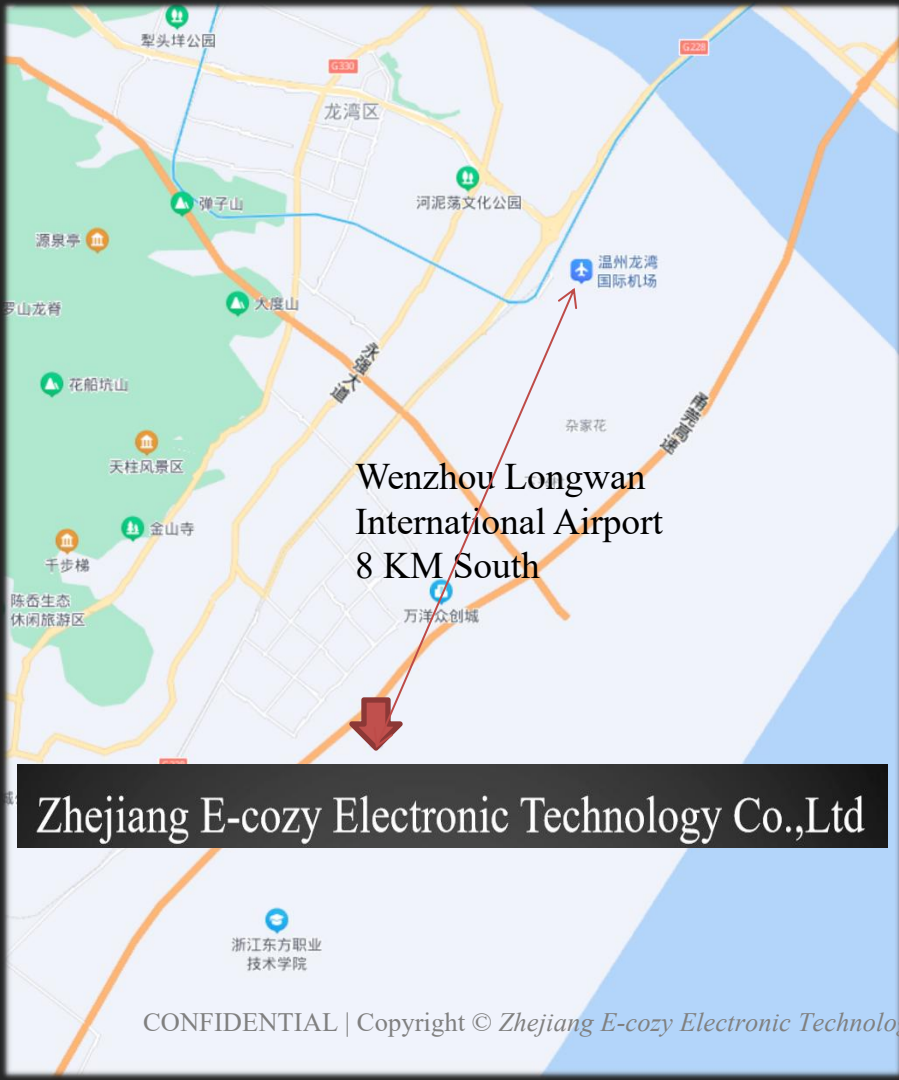 犁头垟公园
G228
G330
龙湾区
河泥荡文化公园
弹子山
源泉亭
温州龙湾
国际机场
大度山
罗山龙脊
永强大道
花船坑山
甬莞高速
杂家花
天柱风景区
Wenzhou Longwan
International Airport
8 KM South
金山寺
千步梯
陈岙生态
休闲旅游区
万洋众创城
Zhejiang E-cozy Electronic Technology Co.,Ltd
浙江东方职业
技术学院
CONFIDENTIAL | Copyright © Zhejiang E-cozy Electronic Technolo